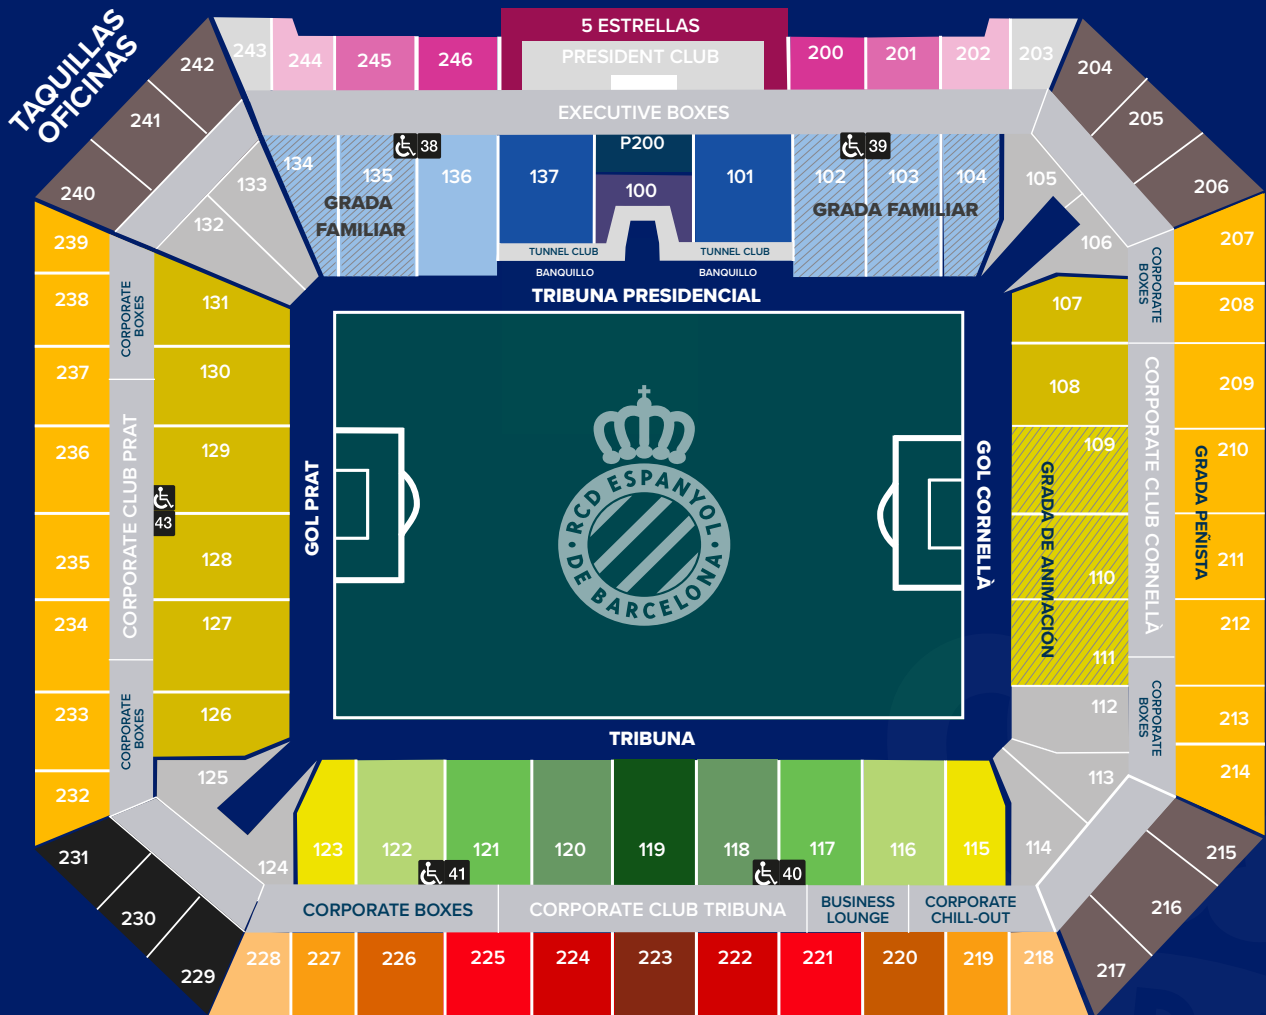 TAQUILLAS
OFICINAS
5 ESTRELLAS
PRESIDENT CLUB
242
243
244
245
246
200
201
202
203
204
241
205
240
206
EXECUTIVE BOXES
134
135
38
136
137
P200
100
101
39
102
103
104
GRADA
FAMILIAR
GRADA FAMILIAR
133
132
105
106
TUNNEL CLUB
TUNNEL CLUB
BANQUILLO
BANQUILLO
TRIBUNA PRESIDENCIAL
239
238
237
236
235
234
233
232
CORPORATE
BOXES
CORPORATE CLUB PRAT
CORPORATE
BOXES
131
130
129
43
128
127
126
125
124
GOL PRAT
RCD ESPANYOL
DE BARCELONA
GOL CORNELLÀ
107
108
109
110
111
GRADA DE ANIMACIÓN
112
113
114
CORPORATE
BOXES
CORPORATE CLUB CORNELLÀ
CORPORATE
BOXES
207
208
209
210
211
212
213
214
GRADA PEÑISTA
TRIBUNA
123
122
41
121
120
119
118
40
117
116
115
CORPORATE BOXES
CORPORATE CLUB TRIBUNA
BUSINESS
LOUNGE
CORPORATE
CHILL-OUT
231
230
229
228
227
226
225
224
223
222
221
220
219
218
217
216
215